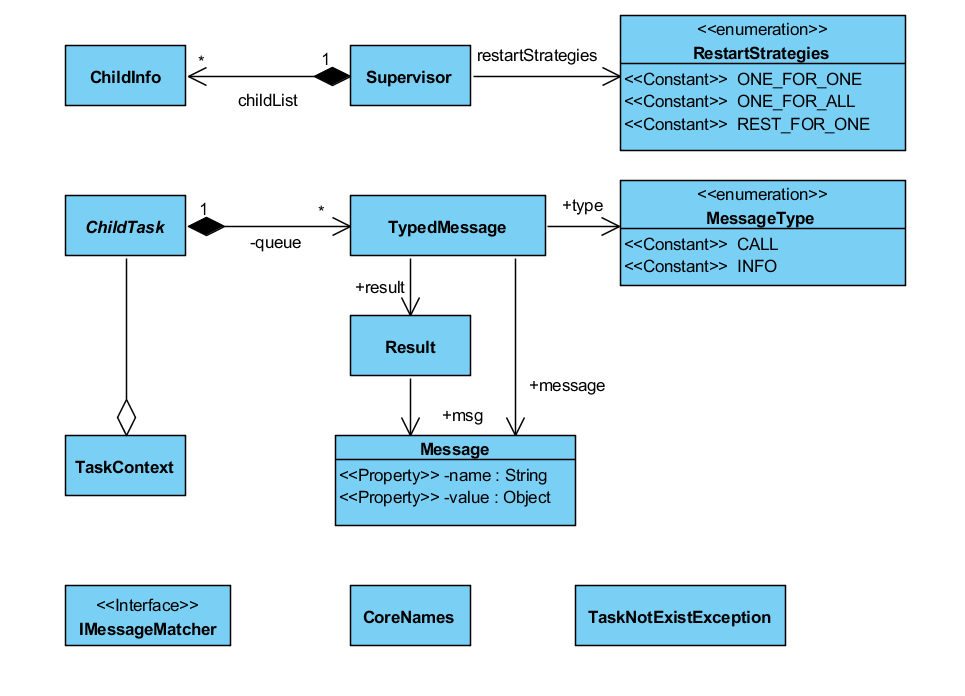 <<enumeration>>
RestartStrategies
<<Constant>> ONE_FOR_ONE
<<Constant>> ONE_FOR_ALL
<<Constant>> REST_FOR_ONE
ChildInfo
*
1
childList
Supervisor
restartStrategies
<<enumeration>>
MessageType
<<Constant>> CALL
<<Constant>> INFO
ChildTask
1
*
-queue
TypedMessage
+type
+result
Result
+message
+msg
TaskContext
Message
<<Property>> -name : String
<<Property>> -value : Object
<<Interface>>
IMessageMatcher
CoreNames
TaskNotExistException